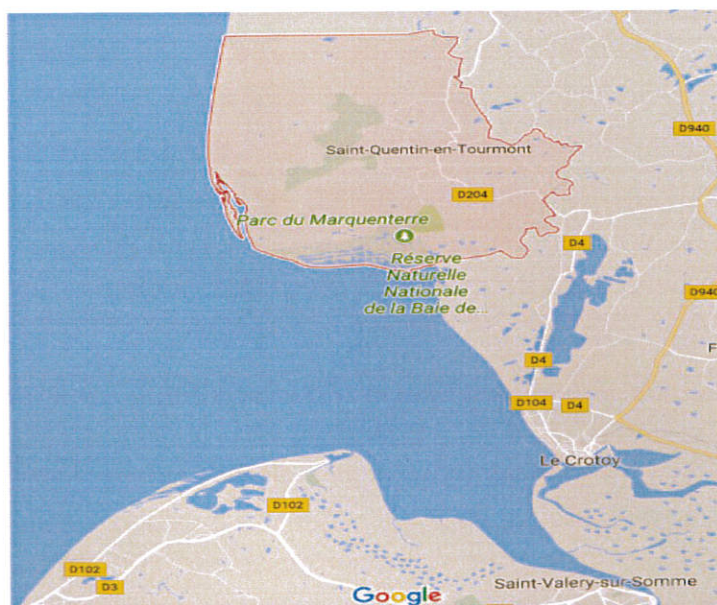 D940
Saint-Quentin-en-Tourmont
D204
Parc du Marquenterre
D4
Réserve
Naturelle
Nationale
de la Baie de...
D940
F
D4
D104
D4
Le Crotoy
D102
D102
D3
Google
Saint-Valery-sur-Somme